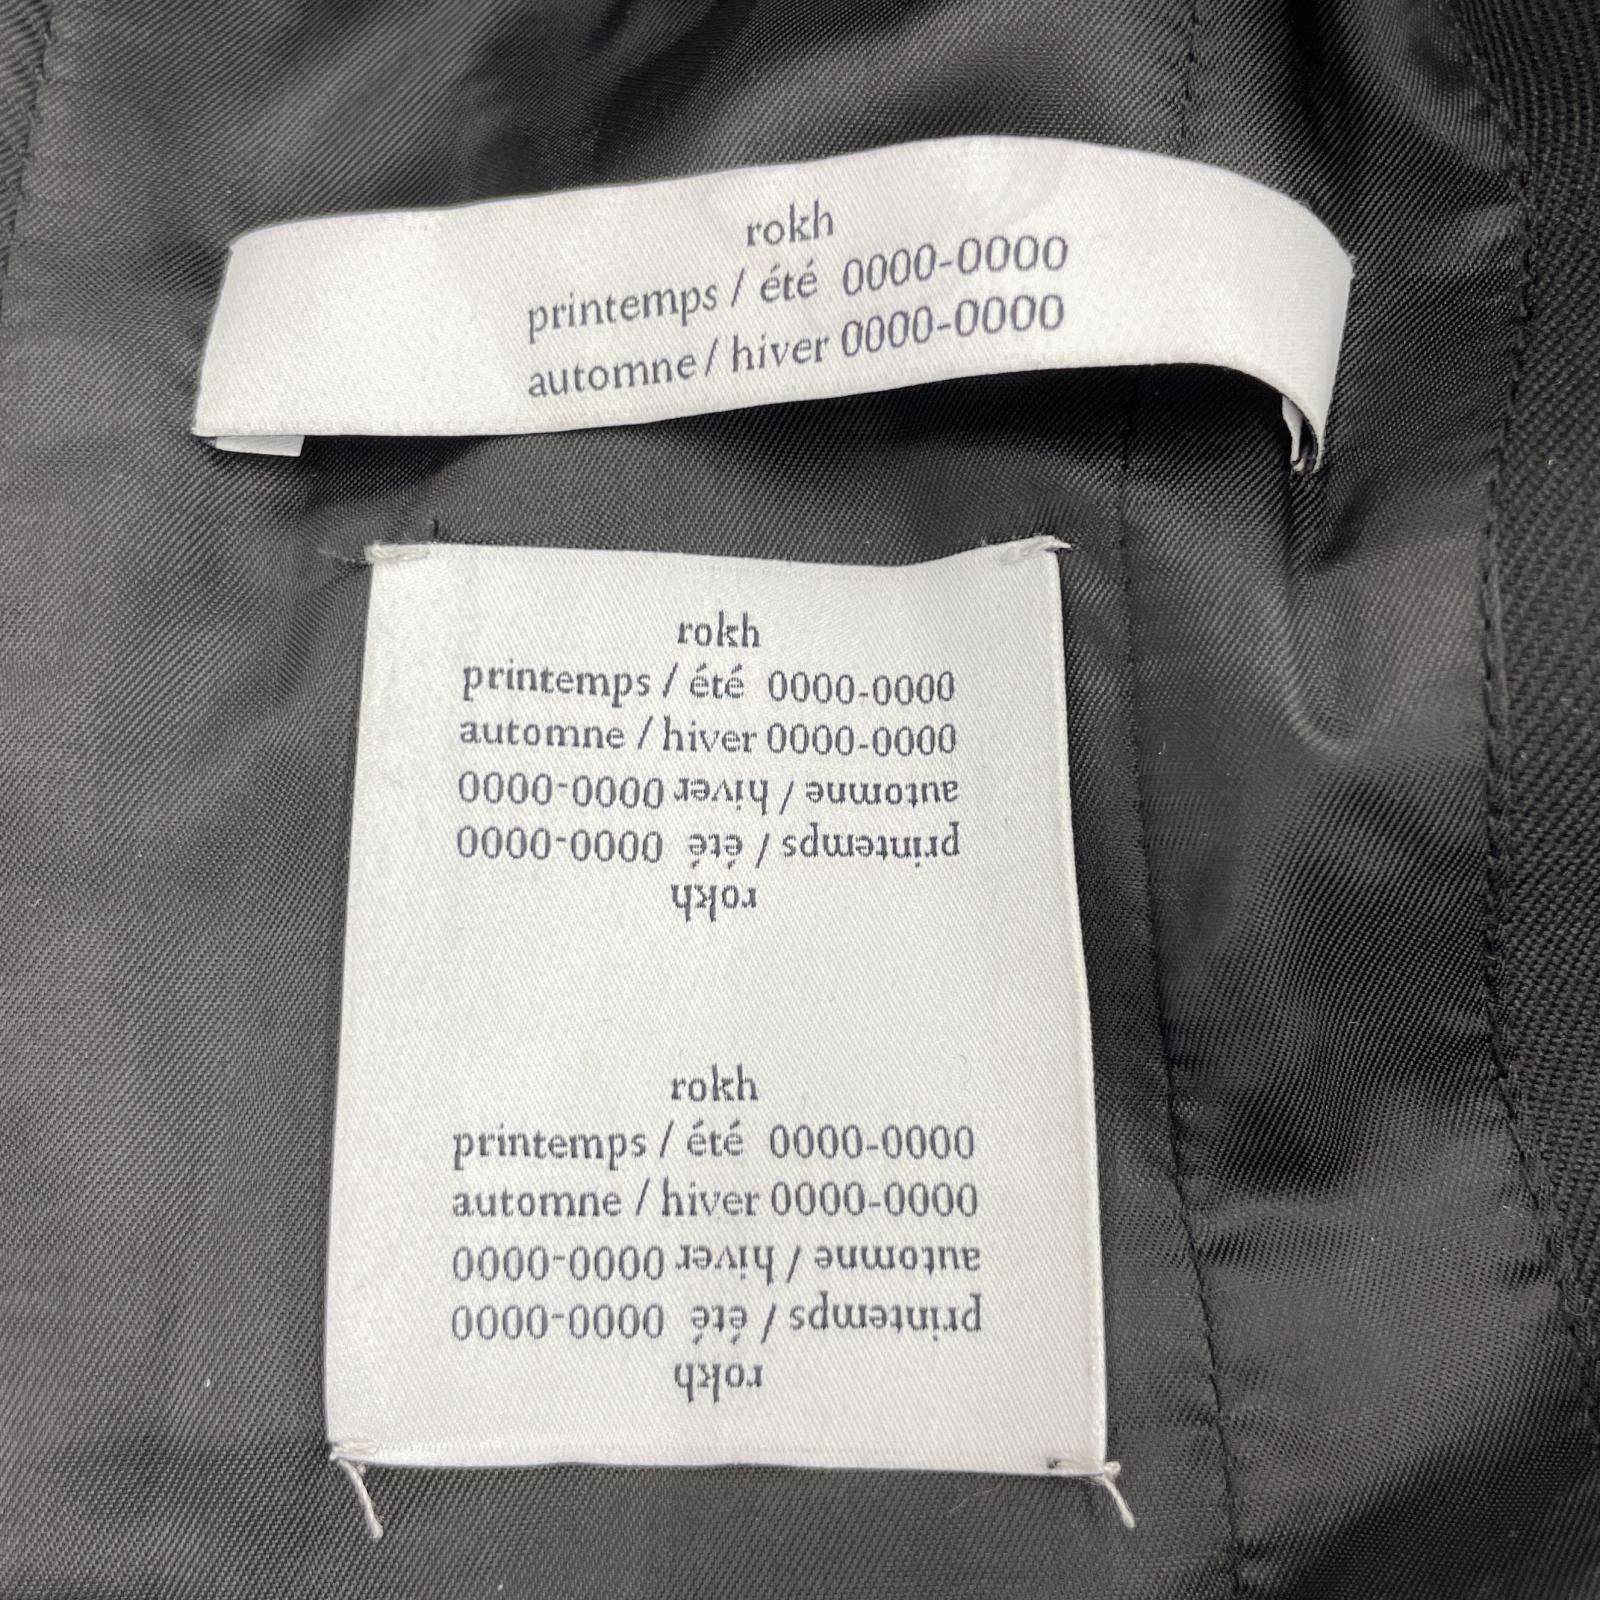 rokh
printemps / été 0000-0000
automne / hiver 0000-0000
rokh
printemps / été 0000-0000
automne / hiver 0000-0000
automne / hiver 0000-0000
printemps / été 0000-0000
rokh
rokh
printemps / été 0000-0000
automne / hiver 0000-0000
automne / hiver 0000-0000
printemps / été 0000-0000
rokh